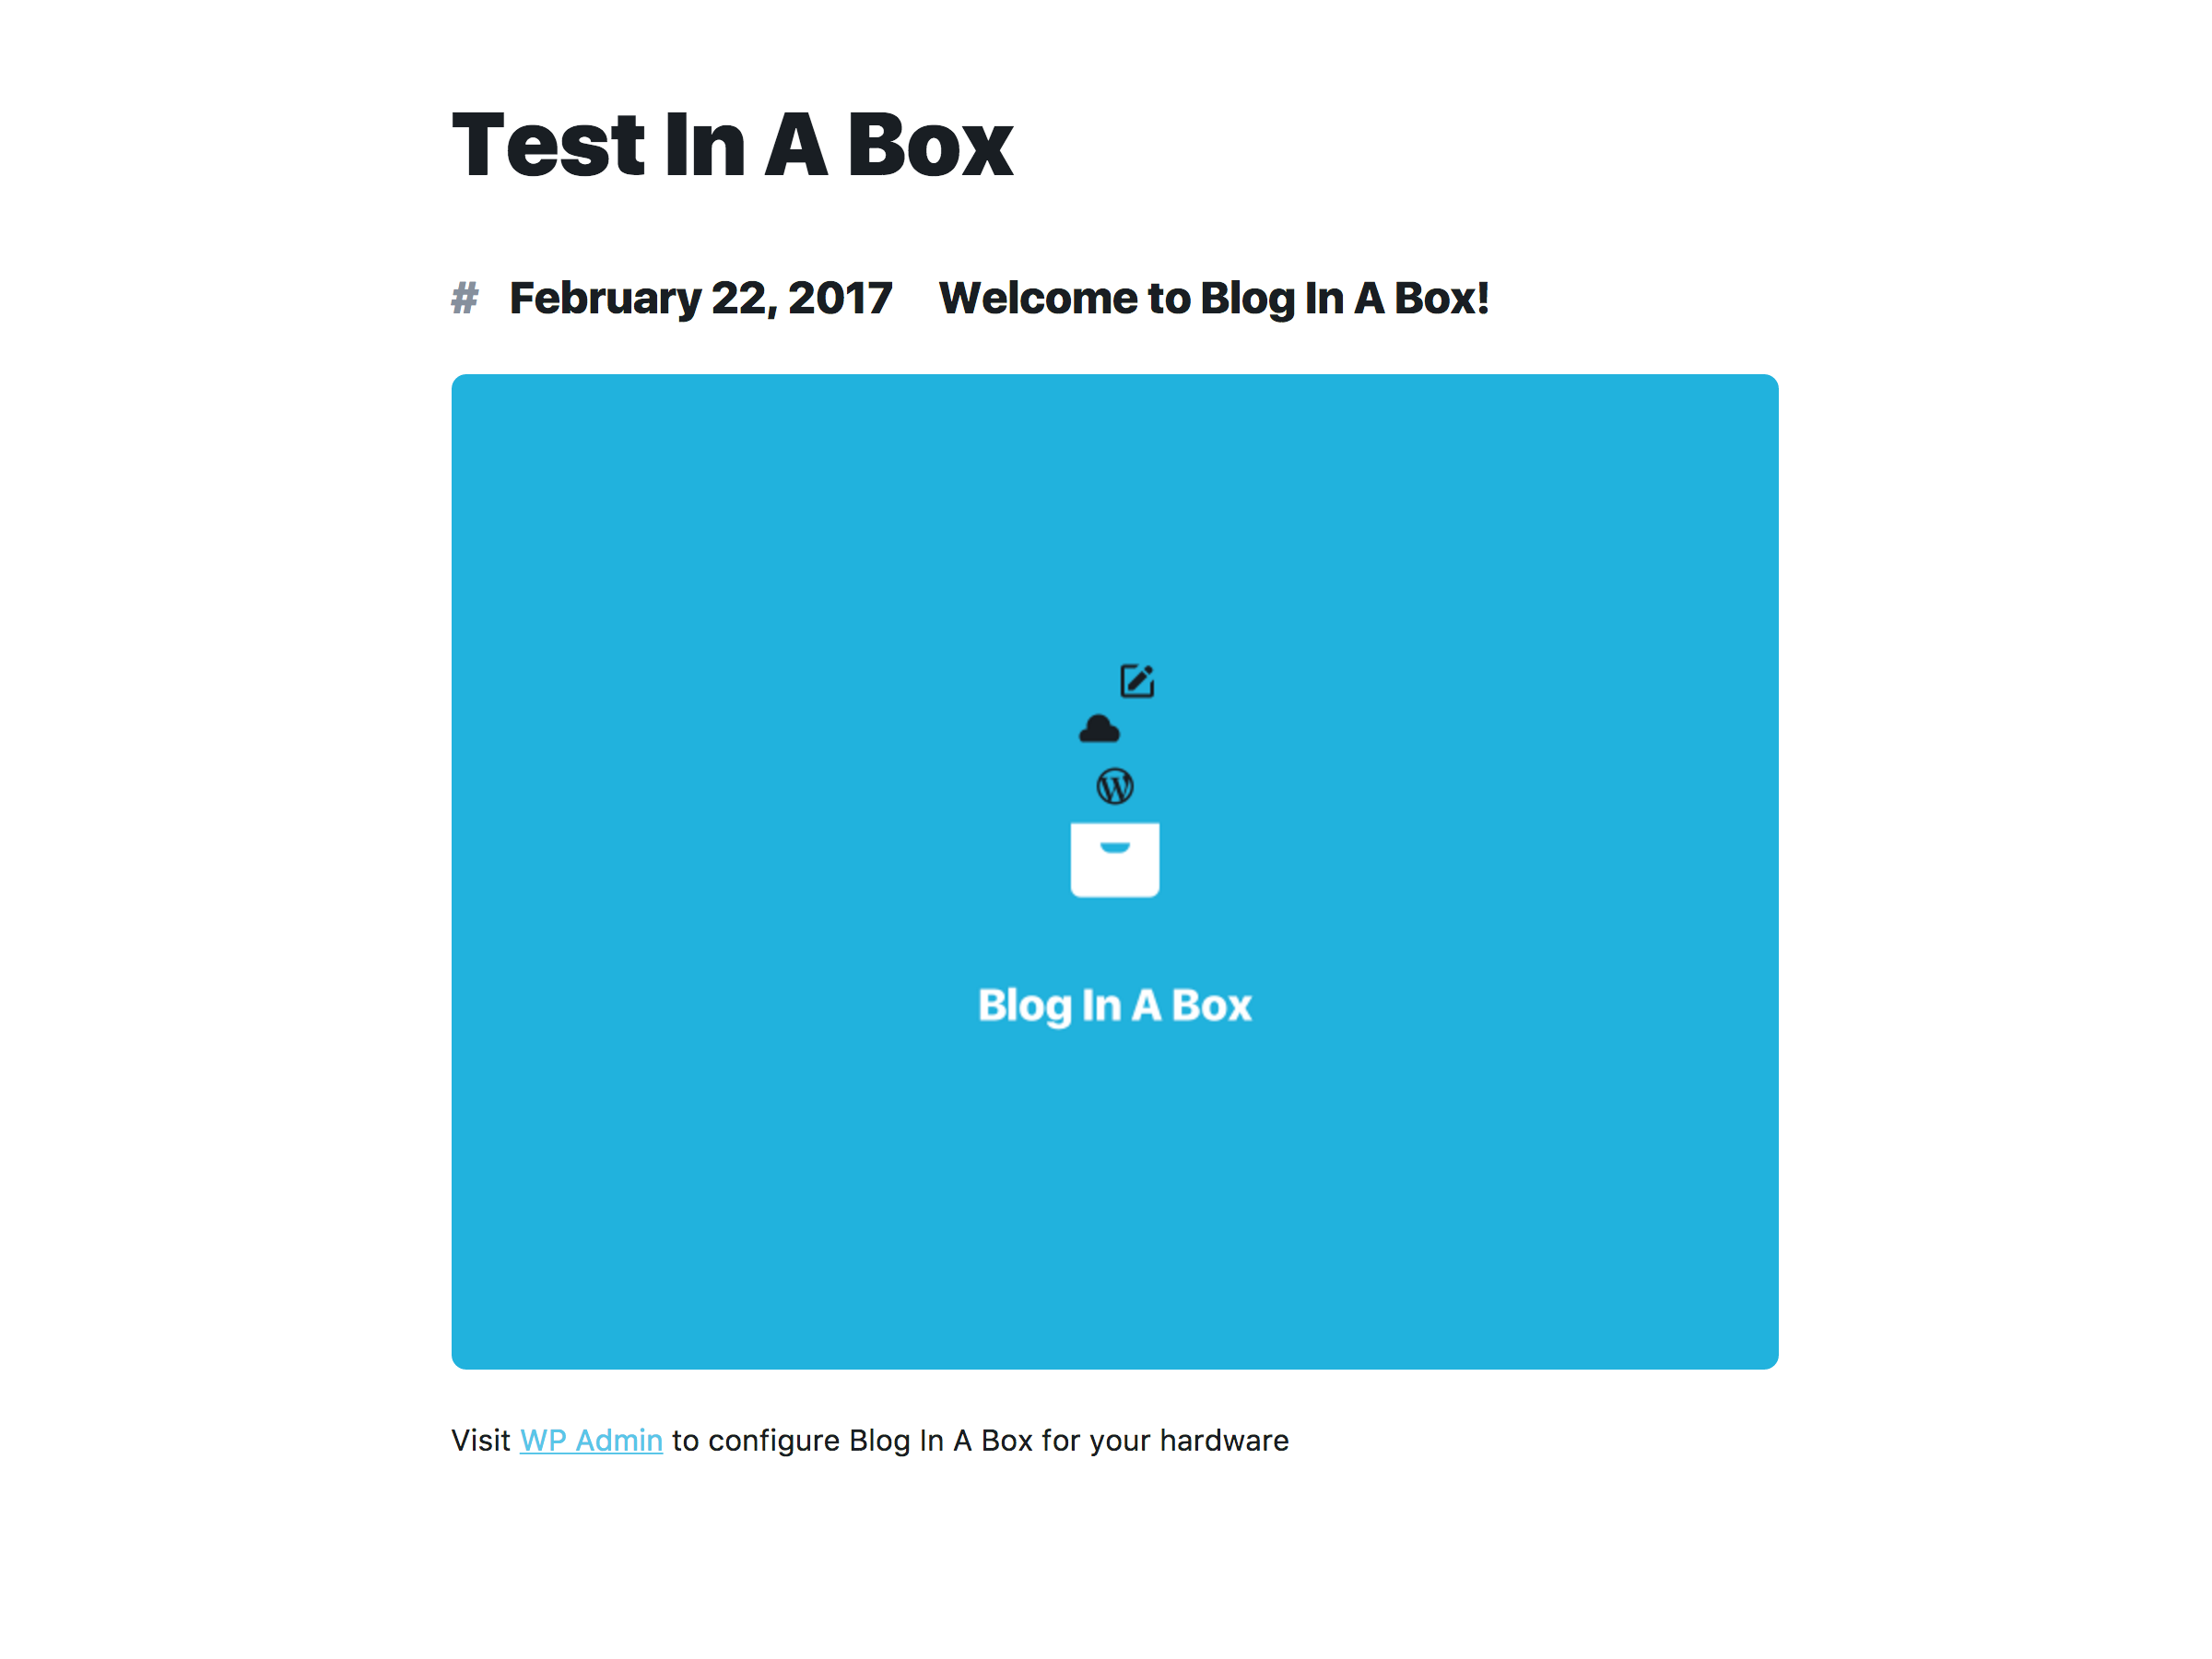 Test In A Box
# February 22, 2017 Welcome to Blog In A Box!
Blog In A Box
Visit WP Admin to configure Blog In A Box for your hardware